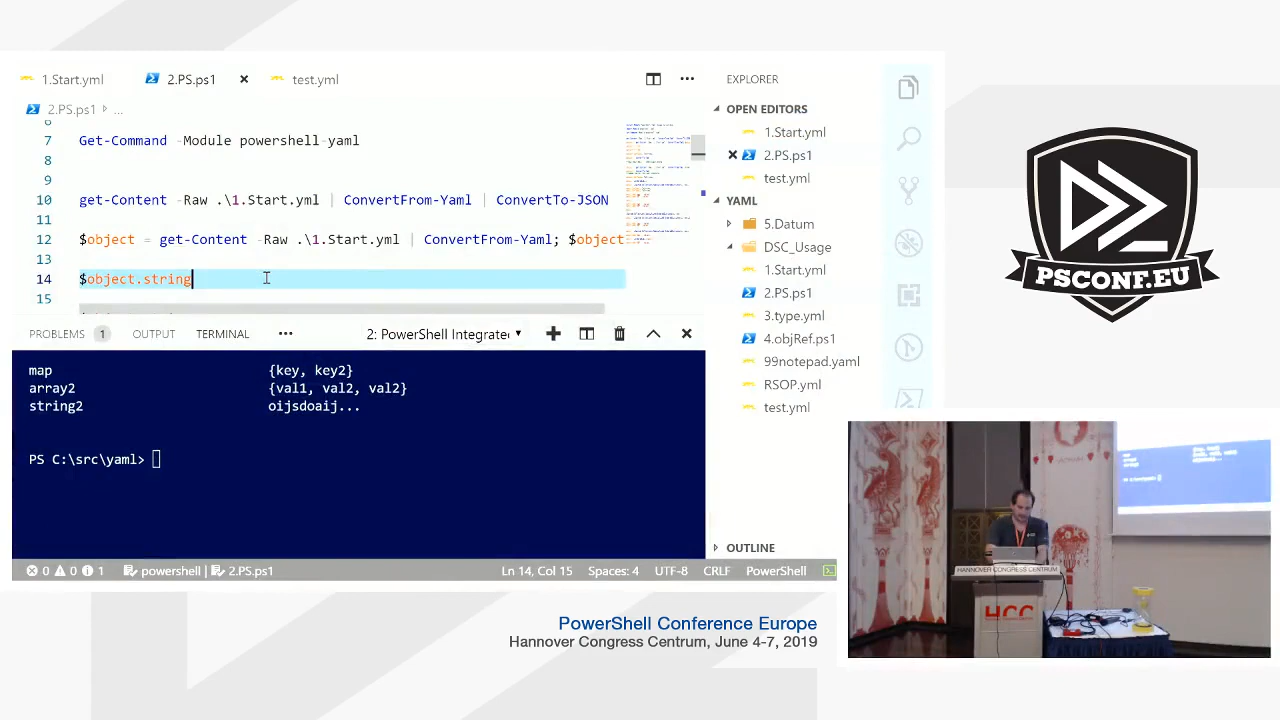 1.Start.yml
2.PS.ps1
test.yml
2.PS.ps1
...
6
7 Get-Command -Module powershell-yaml
8
9
10 get-Content -Raw .\1.Start.yml | ConvertFrom-Yaml | ConvertTo-JSON
11
12 $object = get-Content -Raw .\1.Start.yml | ConvertFrom-Yaml; $object
13
14 $object.string
15
PROBLEMS 1 OUTPUT TERMINAL ... 2: PowerShell Integrate
map {key, key2}
array2 {val1, val2, val2}
string2 oijsdoaij...
PS C:\src\yaml>
0 0 1 powershell | 2.PS.ps1 Ln 14, Col 15 Spaces: 4 UTF-8 CRLF PowerShell
EXPLORER
OPEN EDITORS
1.Start.yml
2.PS.ps1
test.yml
YAML
5.Datum
DSC_Usage
1.Start.yml
2.PS.ps1
3.type.yml
4.objRef.ps1
99notepad.yaml
RSOP.yml
test.yml
OUTLINE
PSCONF.EU
HANNOVER CONGRESS CENTRUM
HCC
PowerShell Conference Europe
Hannover Congress Centrum, June 4-7, 2019